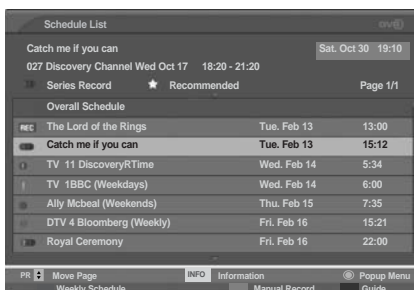 Schedule List
Catch me if you can Sat. Oct 30 19:10
027 Discovery Channel Wed Oct 17 18:20 - 21:20
Series Record ★ Recommended Page 1/1
Overall Schedule
REC The Lord of the Rings Tue. Feb 13 13:00
Catch me if you can Tue. Feb 13 15:12
TV 11 DiscoveryRTime Wed. Feb 14 5:34
TV 1BBC (Weekdays) Wed. Feb 14 6:00
Ally Mcbeal (Weekends) Thu. Feb 15 7:35
DTV 4 Bloomberg (Weekly) Fri. Feb 16 15:21
Royal Ceremony Fri. Feb 16 22:00
PR Move Page INFO Information Popup Menu
Weekly Schedule Manual Record Guide